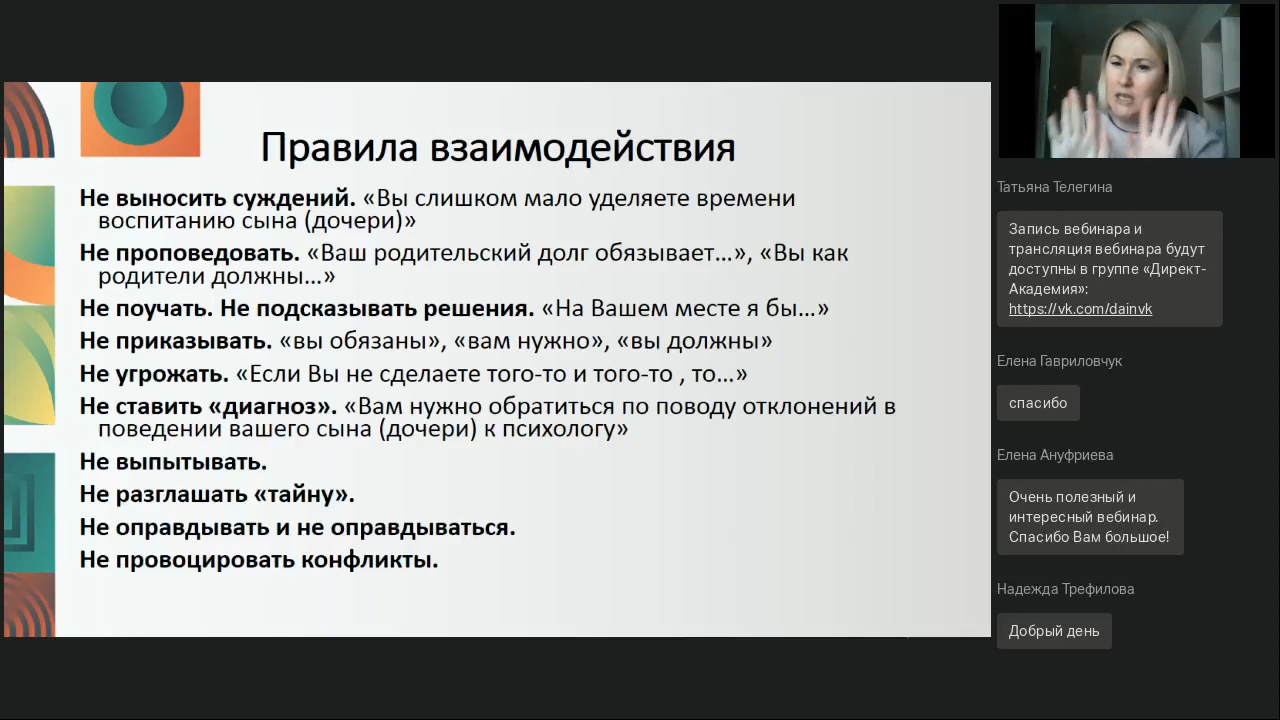 Правила взаимодействия
Не выносить суждений. «Вы слишком мало уделяете времени
воспитанию сына (дочери)»
Не проповедовать. «Ваш родительский долг обязывает…», «Вы как
родители должны…»
Не поучать. Не подсказывать решения. «На Вашем месте я бы…»
Не приказывать. «вы обязаны», «вам нужно», «вы должны»
Не угрожать. «Если Вы не сделаете того-то и того-то , то…»
Не ставить «диагноз». «Вам нужно обратиться по поводу отклонений в
поведении вашего сына (дочери) к психологу»
Не выпытывать.
Не разглашать «тайну».
Не оправдывать и не оправдываться.
Не провоцировать конфликты.
Татьяна Телегина
Запись вебинара и
трансляция вебинара будут
доступны в группе «Директ-
Академия»:
https://vk.com/dainvk
Елена Гавриловчук
спасибо
Елена Ануфриева
Очень полезный и
интересный вебинар.
Спасибо Вам большое!
Надежда Трефилова
Добрый день